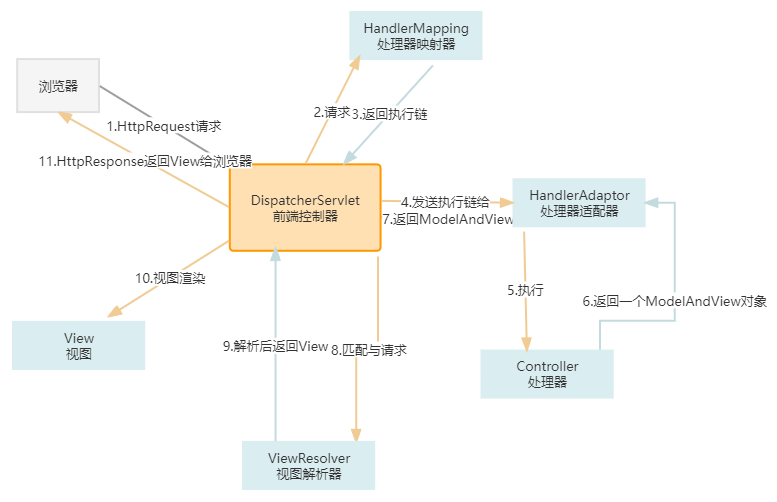 HandlerMapping
处理器映射器
浏览器
1.HttpRequest请求
2.请求
3.返回执行链
11.HttpResponse返回View给浏览器
DispatcherServlet
前端控制器
4.发送执行链给
7.返回ModelAndView
HandlerAdaptor
处理器适配器
10.视图渲染
5.执行
6.返回一个ModelAndView对象
View
视图
9.解析后返回View
8.匹配与请求
Controller
处理器
ViewResolver
视图解析器